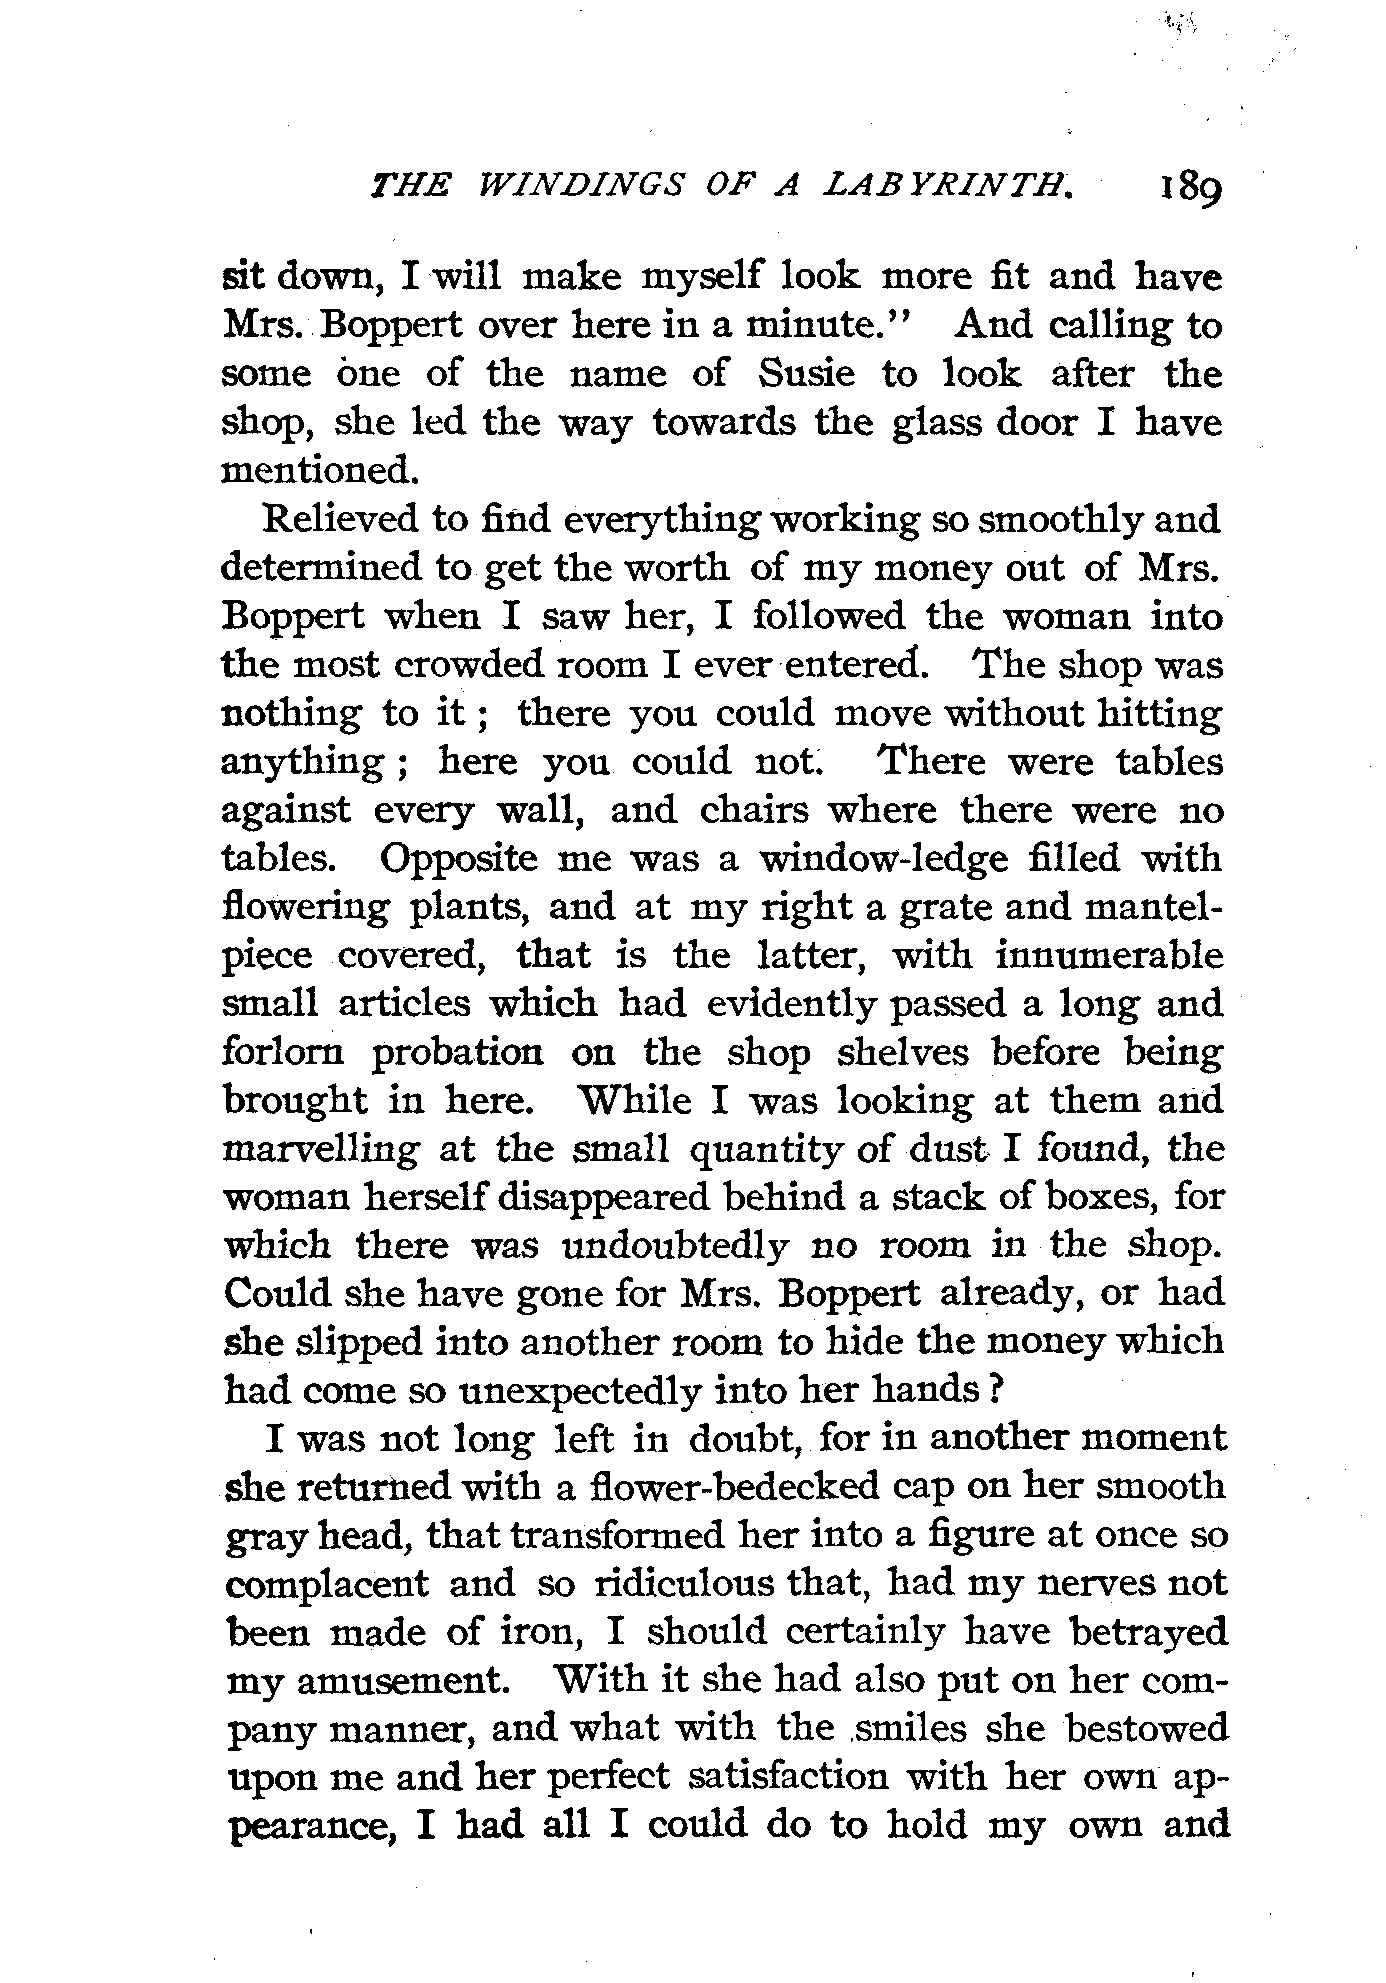 THE WINDINGS OF A LABYRINTH. 189
sit down, I will make myself look more fit and have
Mrs. Boppert over here in a minute.” And calling to
some one of the name of Susie to look after the
shop, she led the way towards the glass door I have
mentioned.
Relieved to find everything working so smoothly and
determined to get the worth of my money out of Mrs.
Boppert when I saw her, I followed the woman into
the most crowded room I ever entered. The shop was
nothing to it ; there you could move without hitting
anything ; here you could not. There were tables
against every wall, and chairs where there were no
tables. Opposite me was a window-ledge filled with
flowering plants, and at my right a grate and mantel-
piece covered, that is the latter, with innumerable
small articles which had evidently passed a long and
forlorn probation on the shop shelves before being
brought in here. While I was looking at them and
marvelling at the small quantity of dust I found, the
woman herself disappeared behind a stack of boxes, for
which there was undoubtedly no room in the shop.
Could she have gone for Mrs. Boppert already, or had
she slipped into another room to hide the money which
had come so unexpectedly into her hands ?
I was not long left in doubt, for in another moment
she returned with a flower-bedecked cap on her smooth
gray head, that transformed her into a figure at once so
complacent and so ridiculous that, had my nerves not
been made of iron, I should certainly have betrayed
my amusement. With it she had also put on her com-
pany manner, and what with the smiles she bestowed
upon me and her perfect satisfaction with her own ap-
pearance, I had all I could do to hold my own and